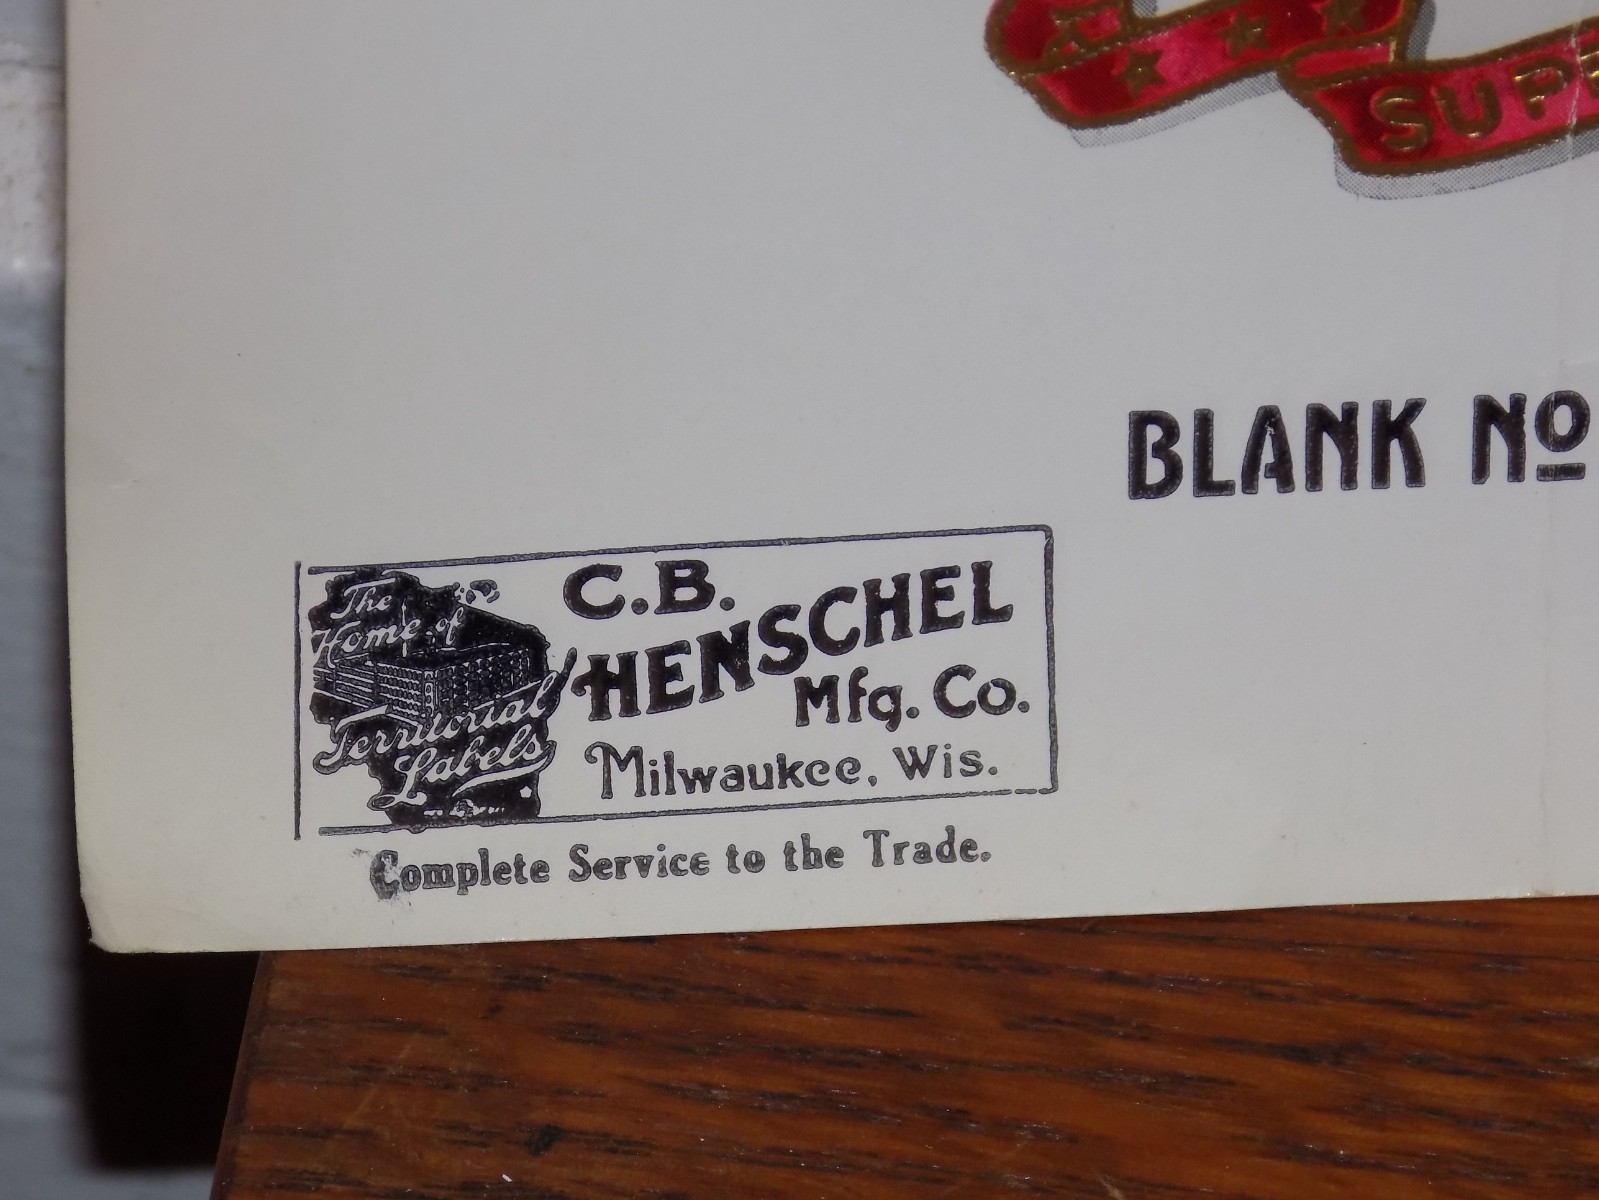 SUPE
BLANK No
The
Home of
Territorial
Labels
C.B.
HENSCHEL
Mfg. Co.
Milwaukee, Wis.
Complete Service to the Trade.